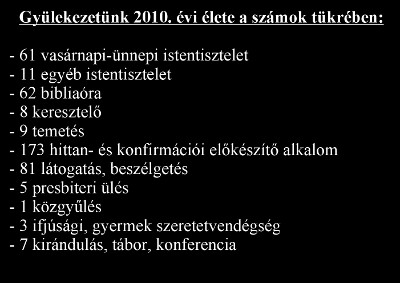 Gyülekezetünk 2010. évi élete a számok tükrében:
- 61 vasárnapi-ünnepi istentisztelet
- 11 egyéb istentisztelet
- 62 bibliaóra
- 8 keresztelő
- 9 temetés
- 173 hittan- és konfirmációi előkészítő alkalom
- 81 látogatás, beszélgetés
- 5 presbiteri ülés
- 1 közgyűlés
- 3 ifjúsági, gyermek szeretetvendégség
- 7 kirándulás, tábor, konferencia